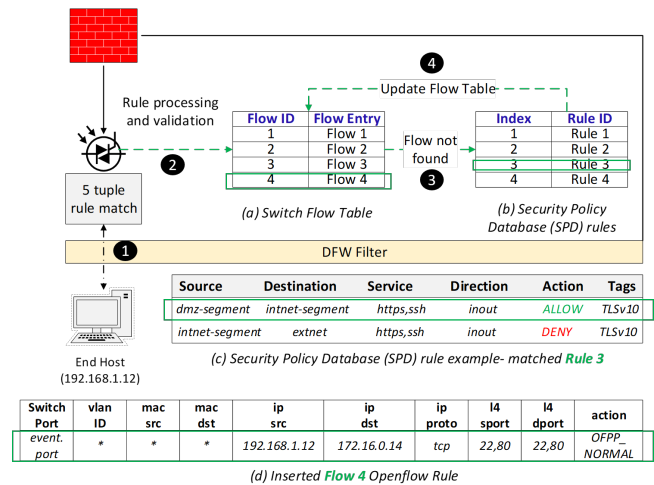 4
Update Flow Table
Rule processing
and validation
2
Flow ID Flow Entry
1 Flow 1
2 Flow 2
3 Flow 3
4 Flow 4
Flow not
found
3
Index Rule ID
1 Rule 1
2 Rule 2
3 Rule 3
4 Rule 4
5 tuple
rule match
(a) Switch Flow Table
(b) Security Policy
Database (SPD) rules
1
DFW Filter
Source Destination Service Direction Action Tags
dmz-segment intnet-segment https,ssh inout ALLOW TLSv10
intnet-segment extnet https,ssh inout DENY TLSv10
End Host
(192.168.1.12)
(c) Security Policy Database (SPD) rule example- matched Rule 3
Switch vlan mac mac ip ip ip l4 l4 action
Port ID src dst src dst proto sport dport
event. * * * 192.168.1.12 172.16.0.14 tcp 22,80 22,80 OFPP_
port NORMAL
(d) Inserted Flow 4 Openflow Rule